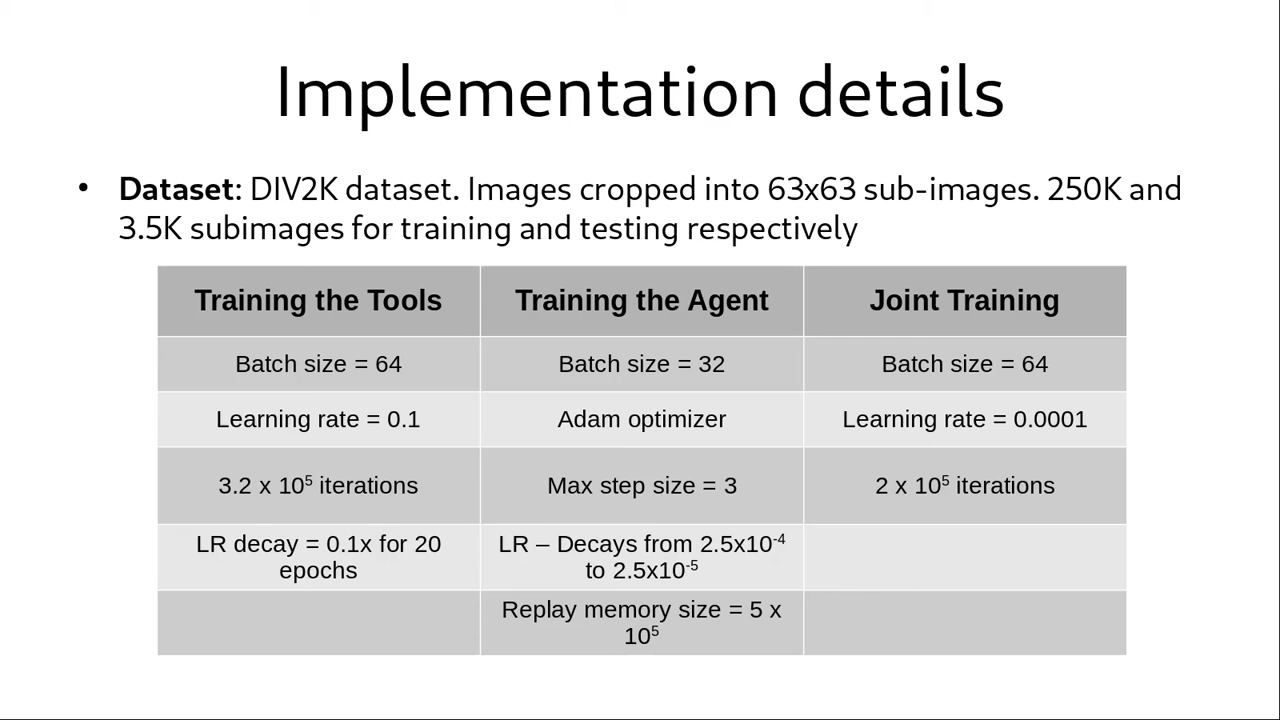 Implementation details
• Dataset: DIV2K dataset. Images cropped into 63x63 sub-images. 250K and
3.5K subimages for training and testing respectively
Training the Tools Training the Agent Joint Training
Batch size = 64 Batch size = 32 Batch size = 64
Learning rate = 0.1 Adam optimizer Learning rate = 0.0001
3.2 x 10⁵ iterations Max step size = 3 2 x 10⁵ iterations
LR decay = 0.1x for 20 LR – Decays from 2.5x10⁻⁴
epochs to 2.5x10⁻⁵
Replay memory size = 5 x
10⁵